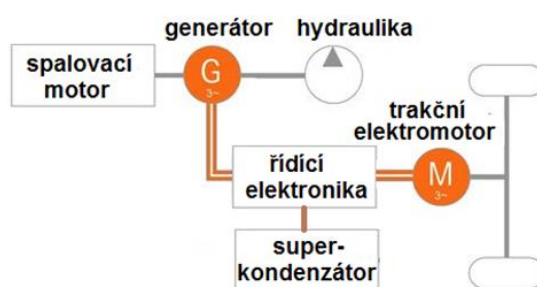 generátor
hydraulika
spalovací
motor
G
3~
trakční
elektromotor
řídící
elektronika
M
3~
super-
kondenzátor